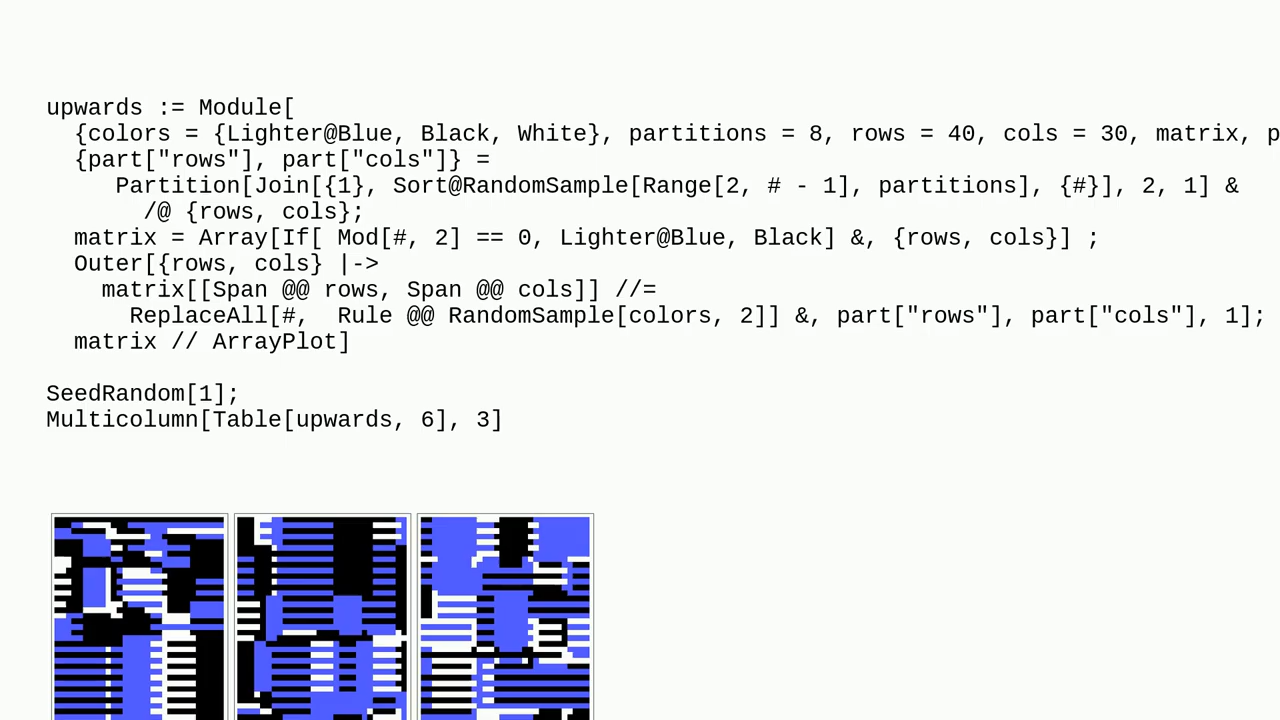 upwards := Module[
{colors = {Lighter@Blue, Black, White}, partitions = 8, rows = 40, cols = 30, matrix, p
{part["rows"], part["cols"]} =
Partition[Join[{1}, Sort@RandomSample[Range[2, # - 1], partitions], {#}], 2, 1] &
/@ {rows, cols};
matrix = Array[If[ Mod[#, 2] == 0, Lighter@Blue, Black] &, {rows, cols}] ;
Outer[{rows, cols} |->
matrix[[Span @@ rows, Span @@ cols]] //=
ReplaceAll[#,  Rule @@ RandomSample[colors, 2]] &, part["rows"], part["cols"], 1];
matrix // ArrayPlot]
SeedRandom[1];
Multicolumn[Table[upwards, 6], 3]